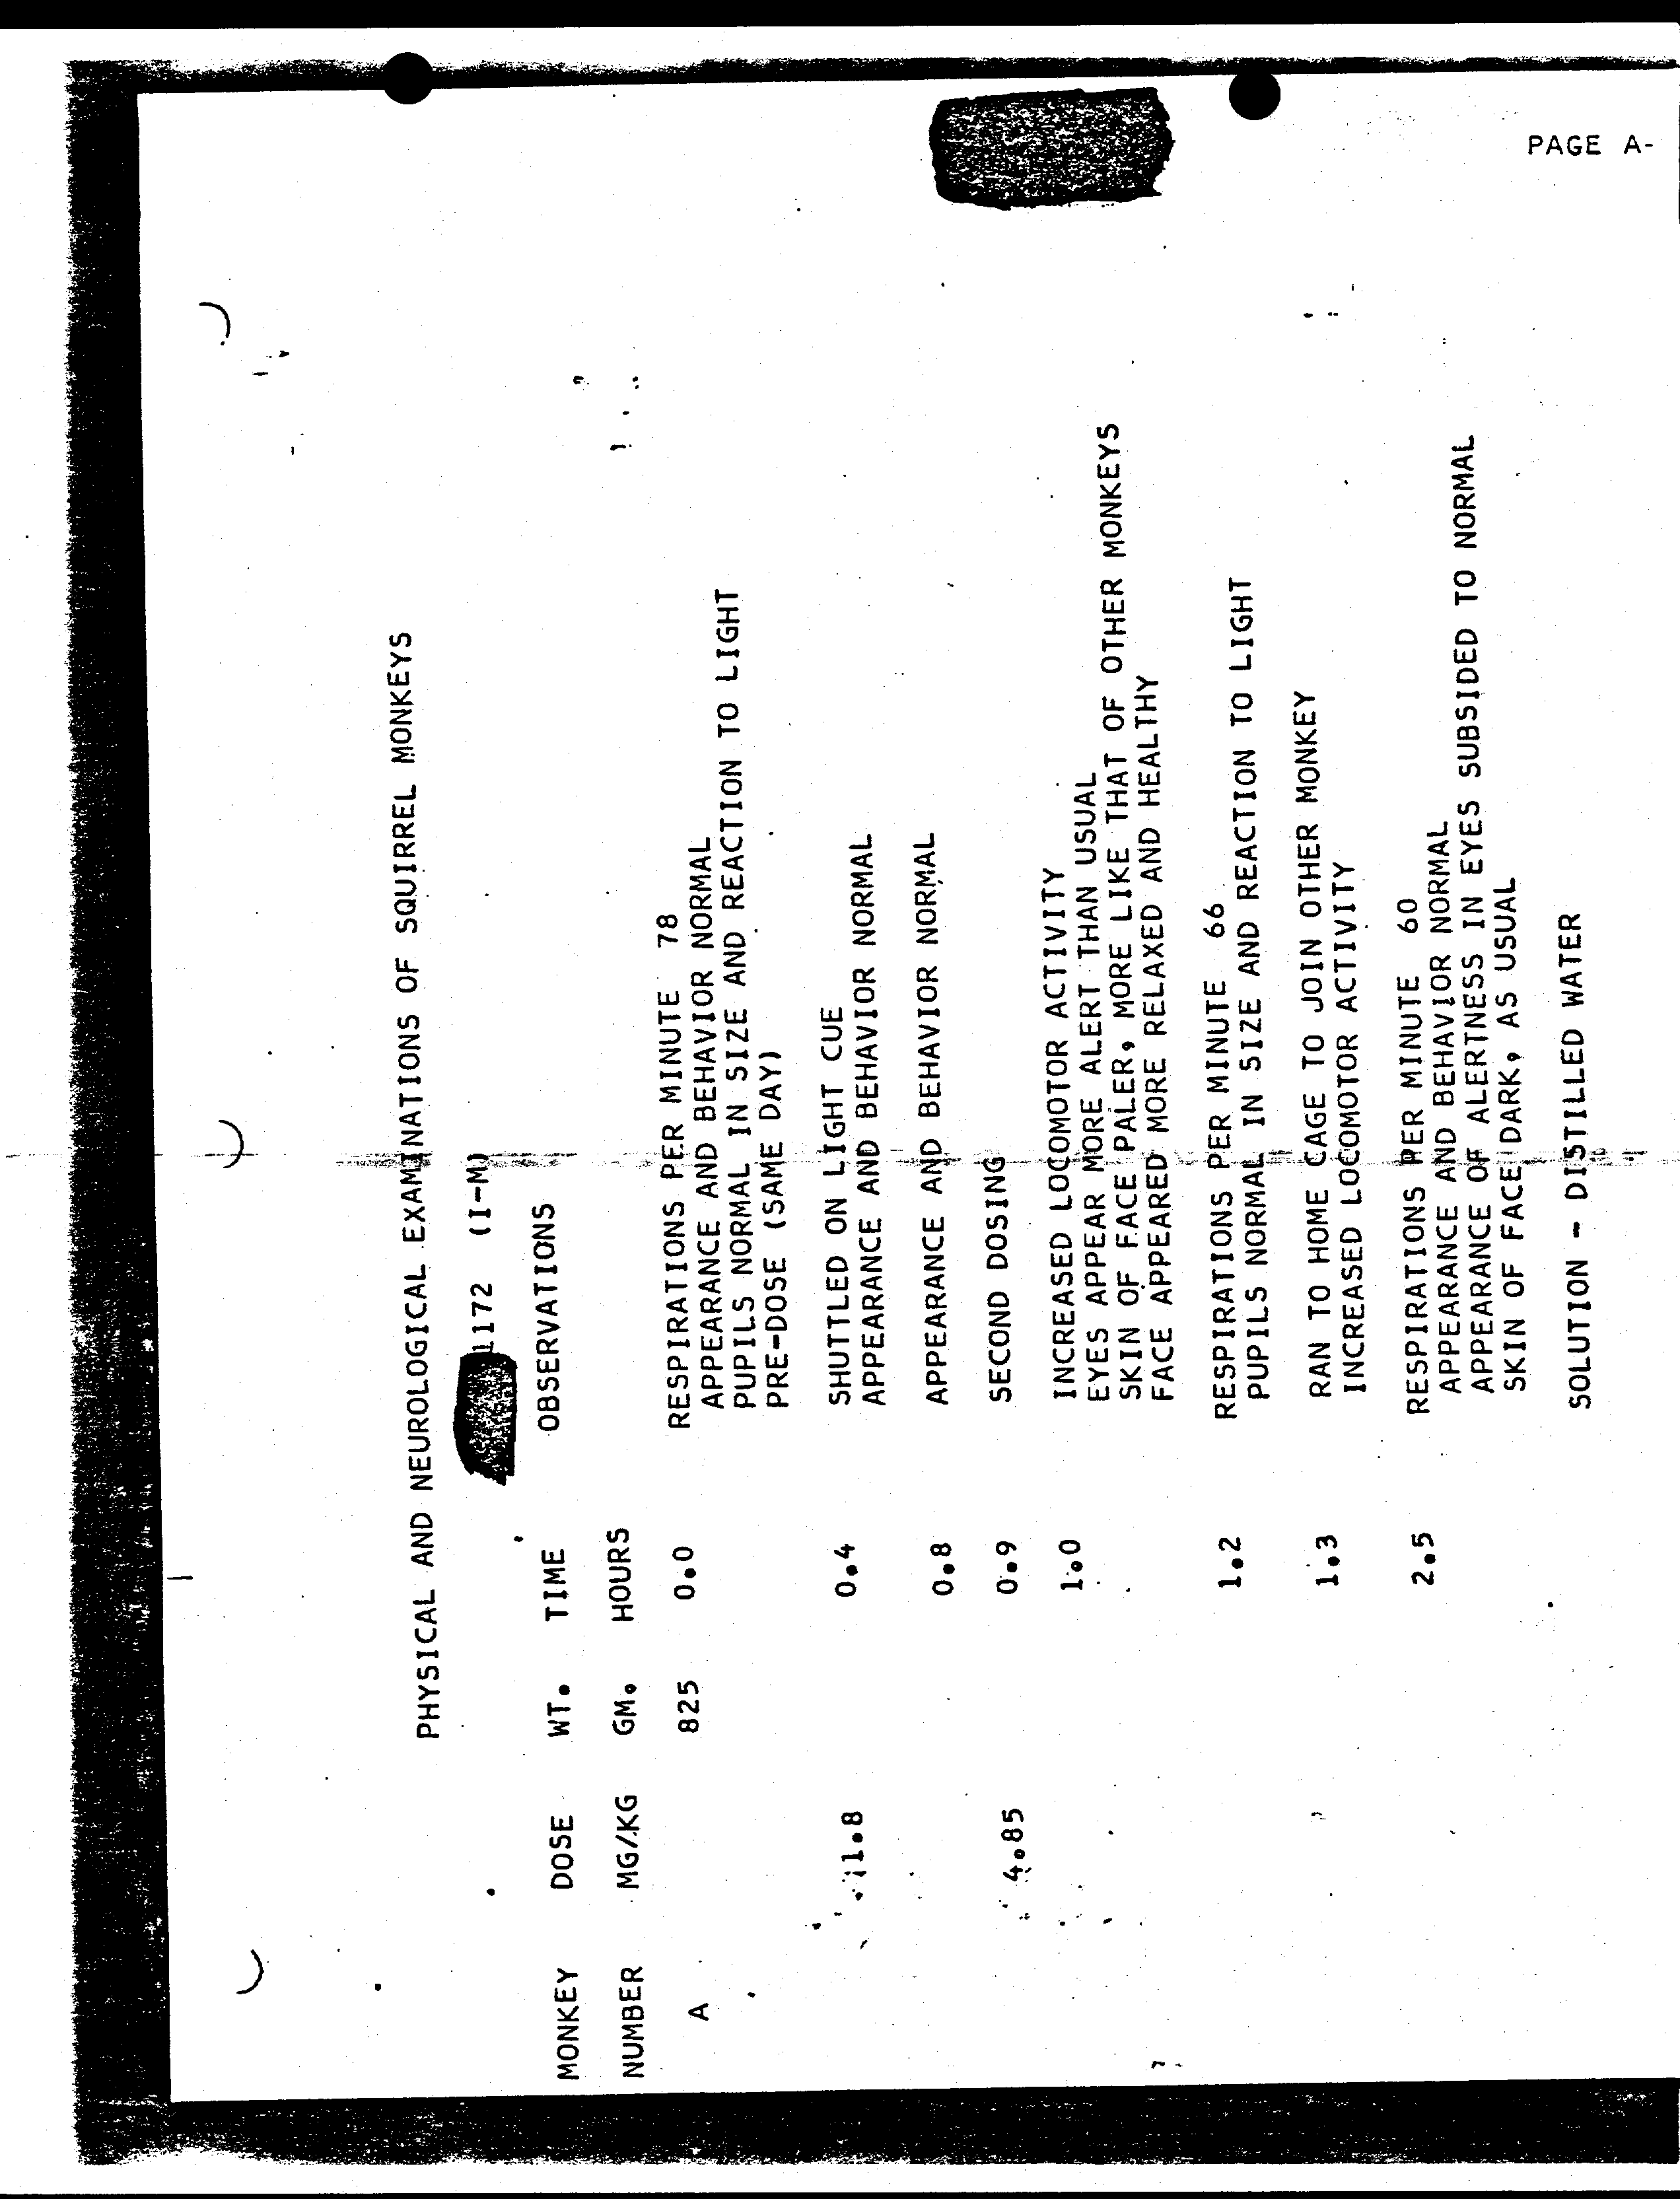 PAGE A-
PHYSICAL AND NEUROLOGICAL EXAMINATIONS OF SQUIRREL MONKEYS
1172 (I-M)
MONKEY DOSE WT. TIME OBSERVATIONS
NUMBER MG/KG GM. HOURS
A 825 0.0 RESPIRATIONS PER MINUTE 78
APPEARANCE AND BEHAVIOR NORMAL
PUPILS NORMAL IN SIZE AND REACTION TO LIGHT
PRE-DOSE (SAME DAY)
1.8 0.4 SHUTTLED ON LIGHT CUE
APPEARANCE AND BEHAVIOR NORMAL
0.8 APPEARANCE AND BEHAVIOR NORMAL
4.85 0.9 SECOND DOSING
1.0 INCREASED LOCOMOTOR ACTIVITY
EYES APPEAR MORE ALERT THAN USUAL
SKIN OF FACE PALER, MORE LIKE THAT OF OTHER MONKEYS
FACE APPEARED MORE RELAXED AND HEALTHY
1.2 RESPIRATIONS PER MINUTE 66
PUPILS NORMAL IN SIZE AND REACTION TO LIGHT
1.3 RAN TO HOME CAGE TO JOIN OTHER MONKEY
INCREASED LOCOMOTOR ACTIVITY
2.5 RESPIRATIONS PER MINUTE 60
APPEARANCE AND BEHAVIOR NORMAL
APPEARANCE OF ALERTNESS IN EYES SUBSIDED TO NORMAL
SKIN OF FACE DARK, AS USUAL
SOLUTION - DISTILLED WATER